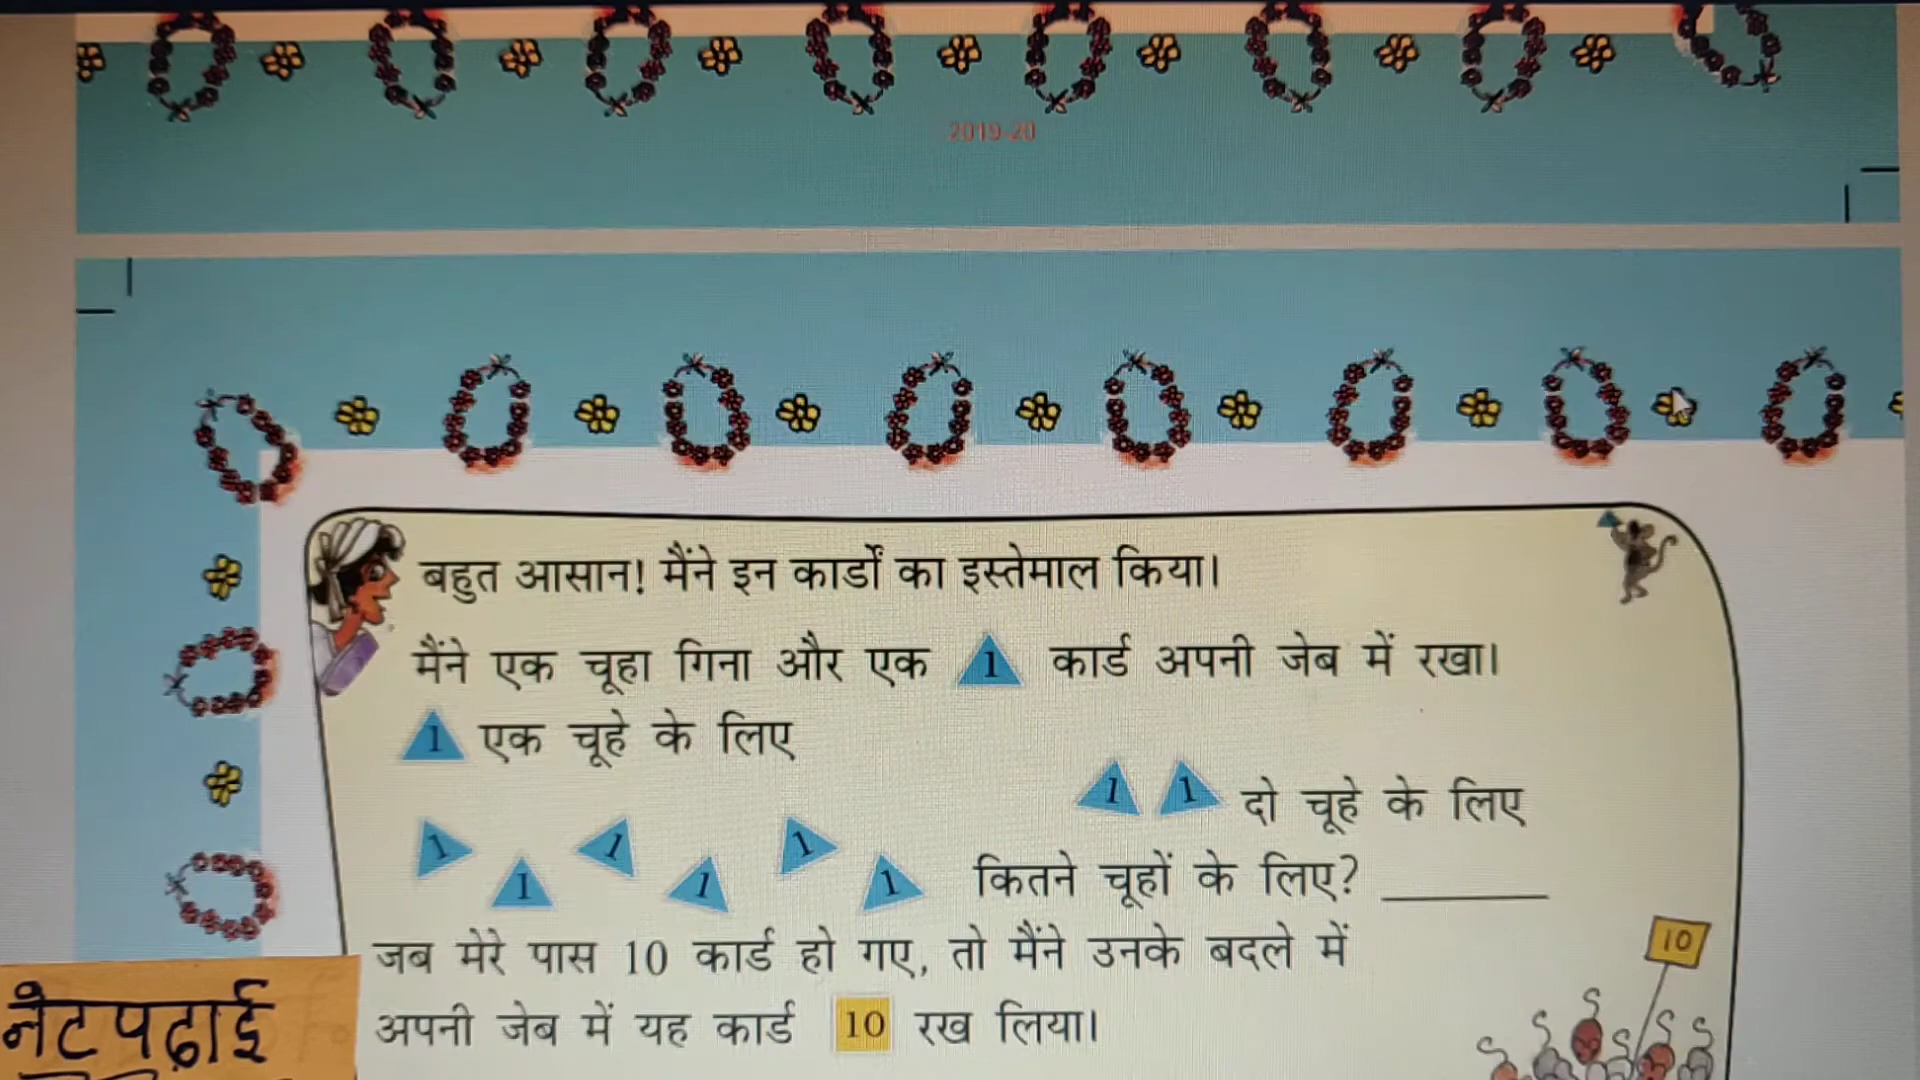 2019-20
बहुत आसान! मैंने इन कार्डों का इस्तेमाल किया।
मैंने एक चूहा गिना और एक 1 कार्ड अपनी जेब में रखा।
1 एक चूहे के लिए
1 1 दो चूहे के लिए
1 1 1 1 1 1 कितने चूहों के लिए? ________
जब मेरे पास 10 कार्ड हो गए, तो मैंने उनके बदले में
10
अपनी जेब में यह कार्ड 10 रख लिया।
नेटपढ़ाई